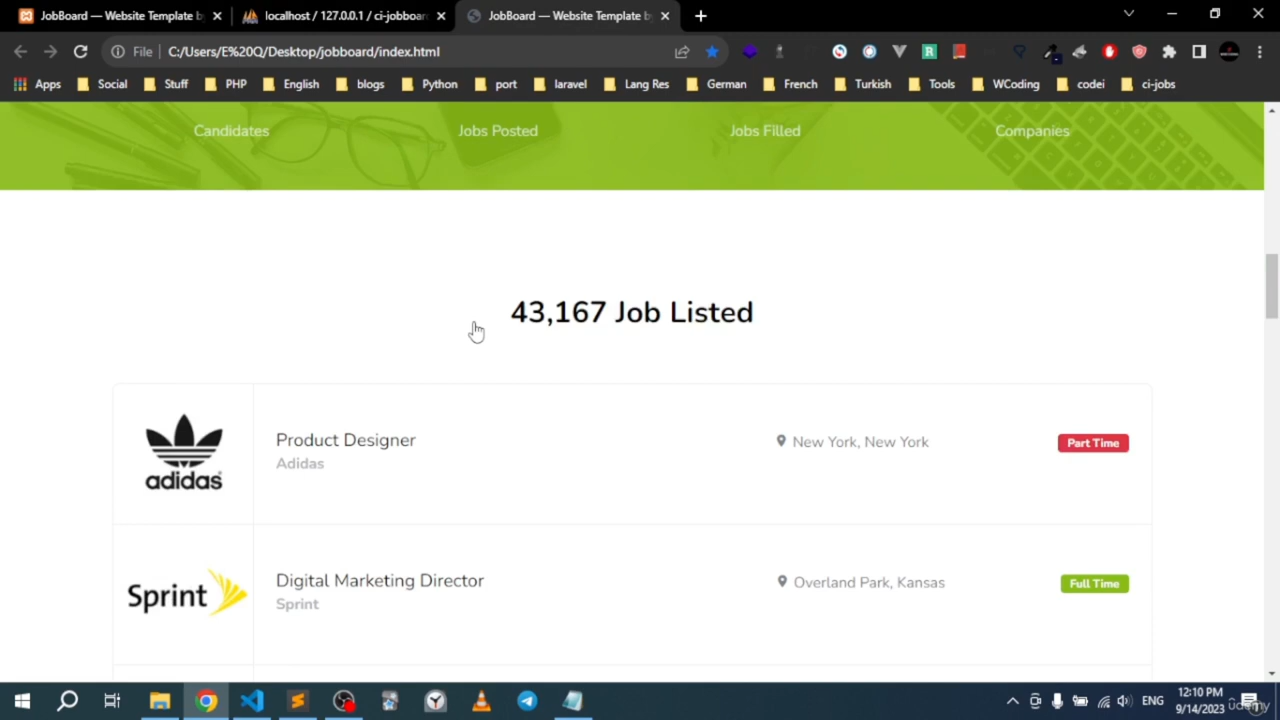 JobBoard — Website Template by
localhost / 127.0.0.1 / ci-jobboar
JobBoard — Website Template by
File
C:/Users/E%20Q/Desktop/jobboard/index.html
Apps
Social
Stuff
PHP
English
blogs
Python
port
laravel
Lang Res
German
French
Turkish
Tools
WCoding
codei
ci-jobs
Candidates
Jobs Posted
Jobs Filled
Companies
43,167 Job Listed
adidas
Product Designer
Adidas
New York, New York
Part Time
Sprint
Digital Marketing Director
Sprint
Overland Park, Kansas
Full Time
ENG
12:10 PM
9/14/2023
udemy